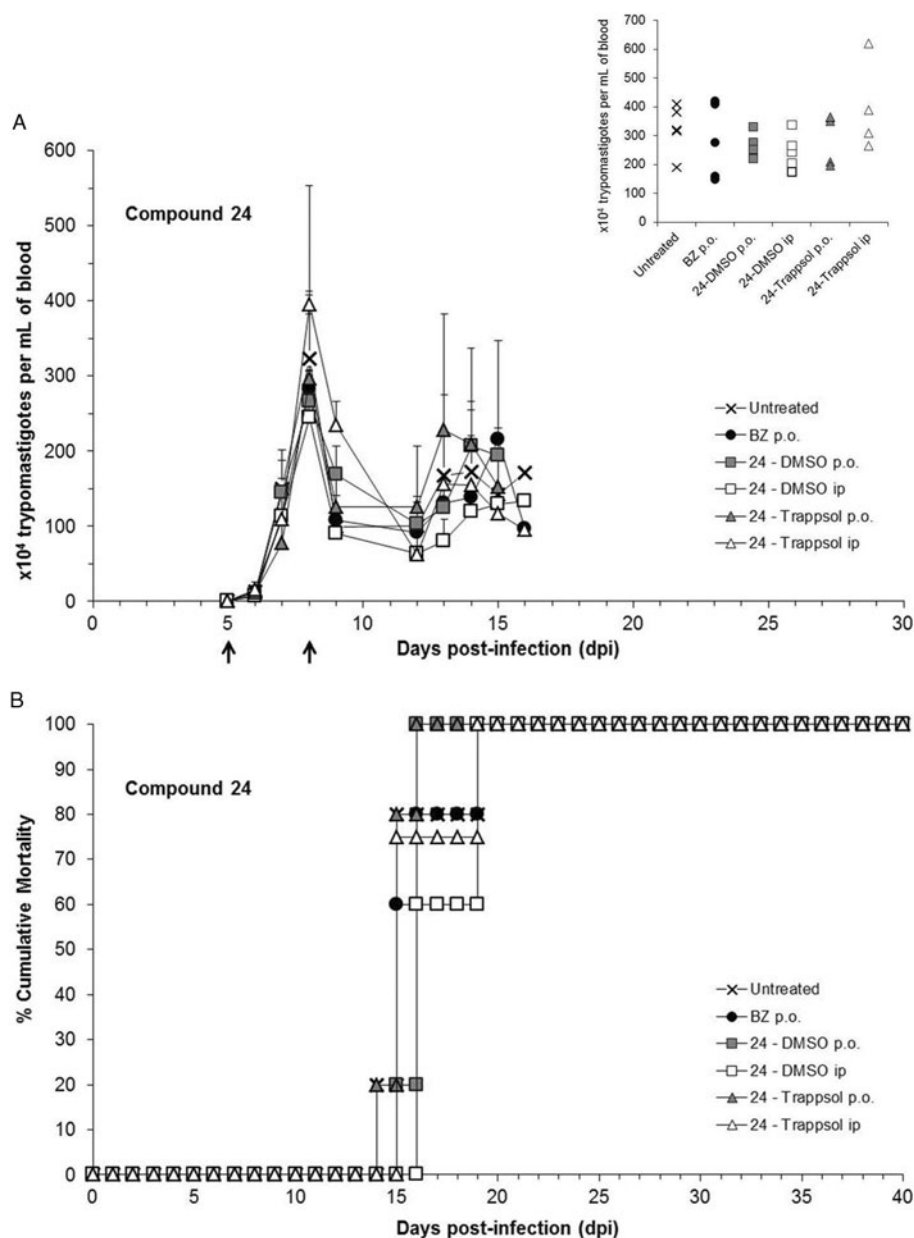 A
Compound 24
x10⁴ trypomastigotes per mL of blood
600
500
400
300
200
100
0
0 5 10 15 20 25 30
Days post-infection (dpi)
x10⁴ trypomastigotes per mL of blood
700
600
500
400
300
200
100
0
Untreated
BZ p.o.
24-DMSO p.o.
24-DMSO ip
24-Trappsol p.o.
24-Trappsol ip
Untreated
BZ p.o.
24 - DMSO p.o.
24 - DMSO ip
24 - Trappsol p.o.
24 - Trappsol ip
B
Compound 24
% Cumulative Mortality
100
90
80
70
60
50
40
30
20
10
0
0 5 10 15 20 25 30 35 40
Days post-infection (dpi)
Untreated
BZ p.o.
24 - DMSO p.o.
24 - DMSO ip
24 - Trappsol p.o.
24 - Trappsol ip